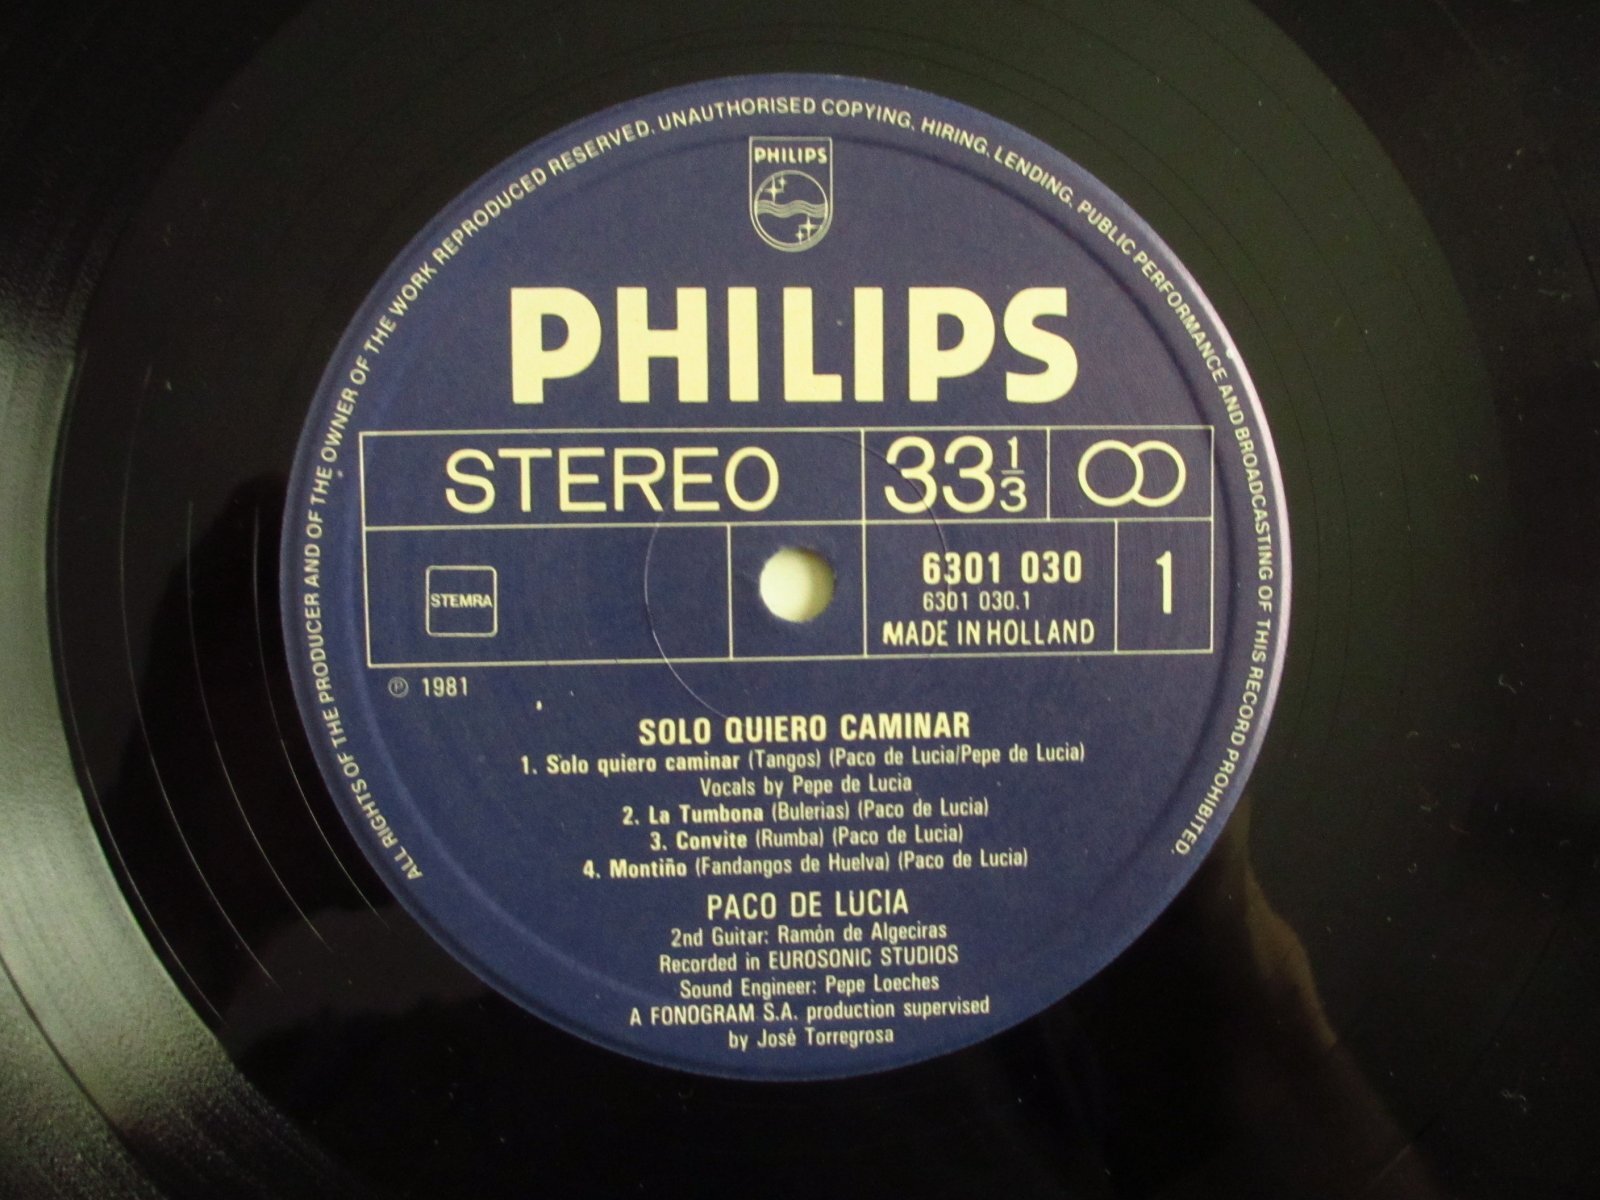 ALL RIGHTS OF THE PRODUCER AND OF THE OWNER OF THE WORK REPRODUCED RESERVED. UNAUTHORISED COPYING, HIRING, LENDING, PUBLIC PERFORMANCE AND BROADCASTING OF THIS RECORD PROHIBITED.
PHILIPS
PHILIPS
STEREO 33 1/3
STEMRA
6301 030
6301 030.1
MADE IN HOLLAND
1
℗ 1981
SOLO QUIERO CAMINAR
1. Solo quiero caminar (Tangos) (Paco de Lucia/Pepe de Lucia)
Vocals by Pepe de Lucia
2. La Tumbona (Bulerias) (Paco de Lucia)
3. Convite (Rumba) (Paco de Lucia)
4. Montiño (Fandangos de Huelva) (Paco de Lucia)
PACO DE LUCIA
2nd Guitar: Ramón de Algeciras
Recorded in EUROSONIC STUDIOS
Sound Engineer: Pepe Loeches
A FONOGRAM S.A. production supervised
by José Torregrosa